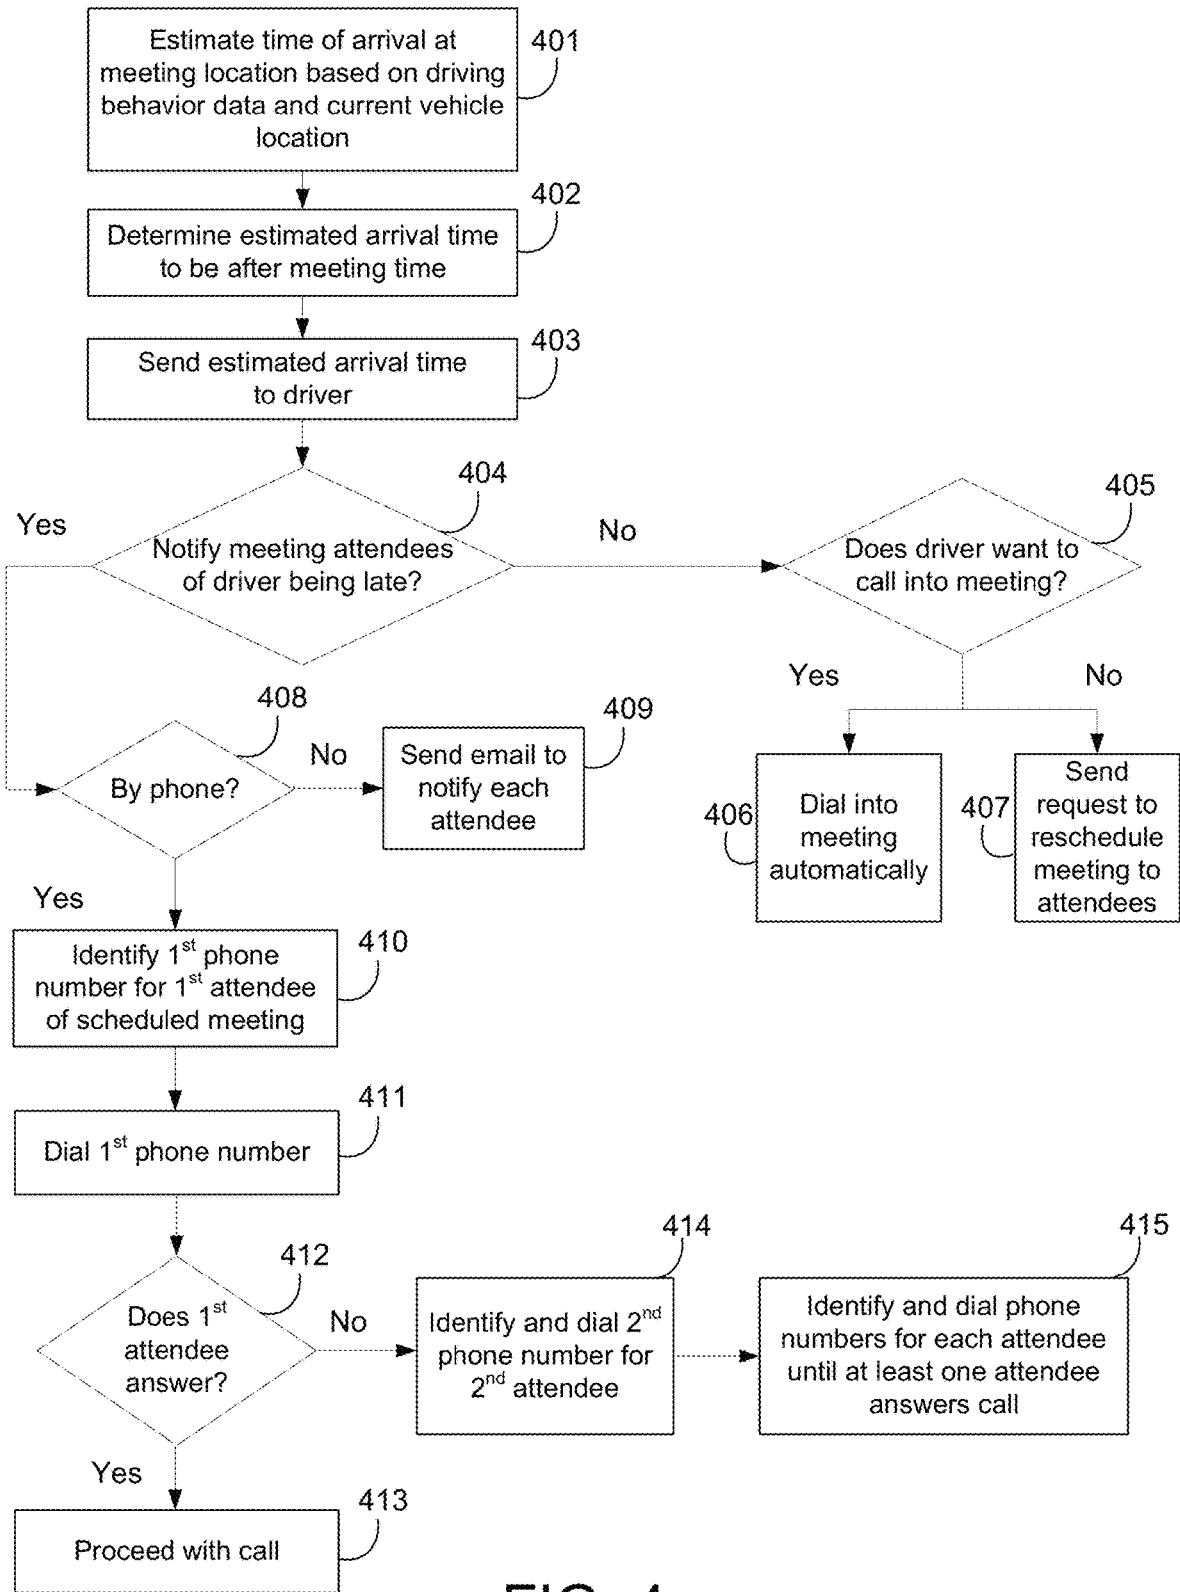 Estimate time of arrival at
meeting location based on driving
behavior data and current vehicle
location
401
402
Determine estimated arrival time
to be after meeting time
403
Send estimated arrival time
to driver
404
Yes
Notify meeting attendees
of driver being late?
No
405
Does driver want to
call into meeting?
Yes
No
406
Dial into
meeting
automatically
407
Send
request to
reschedule
meeting to
attendees
408
By phone?
No
409
Send email to
notify each
attendee
Yes
410
Identify 1st phone
number for 1st attendee
of scheduled meeting
411
Dial 1st phone number
412
Does 1st
attendee
answer?
No
414
Identify and dial 2nd
phone number for
2nd attendee
415
Identify and dial phone
numbers for each attendee
until at least one attendee
answers call
Yes
413
Proceed with call